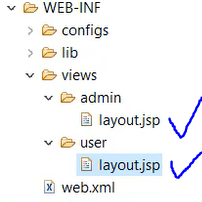 WEB-INF
configs
lib
views
admin
layout.jsp
user
layout.jsp
web.xml